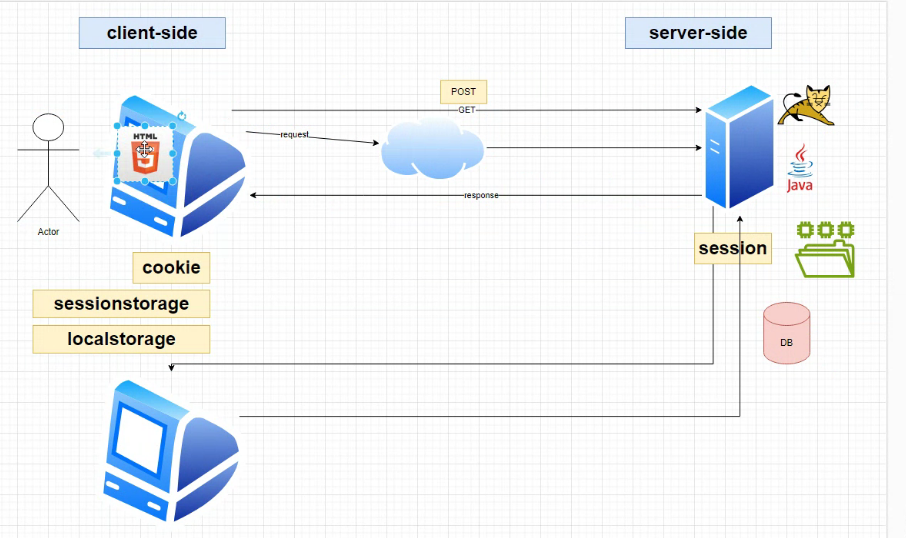 client-side
server-side
POST
GET
request
HTML
5
Java
response
Actor
session
cookie
sessionstorage
localstorage
DB